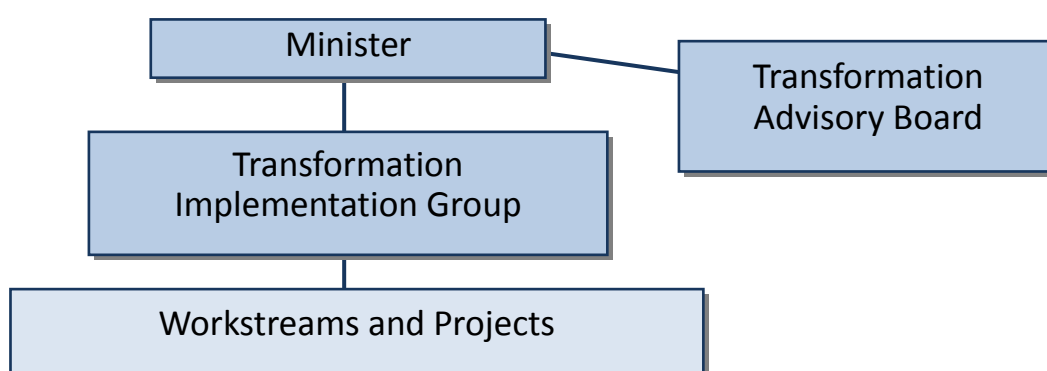 Minister
Transformation
Advisory Board
Transformation
Implementation Group
Workstreams and Projects